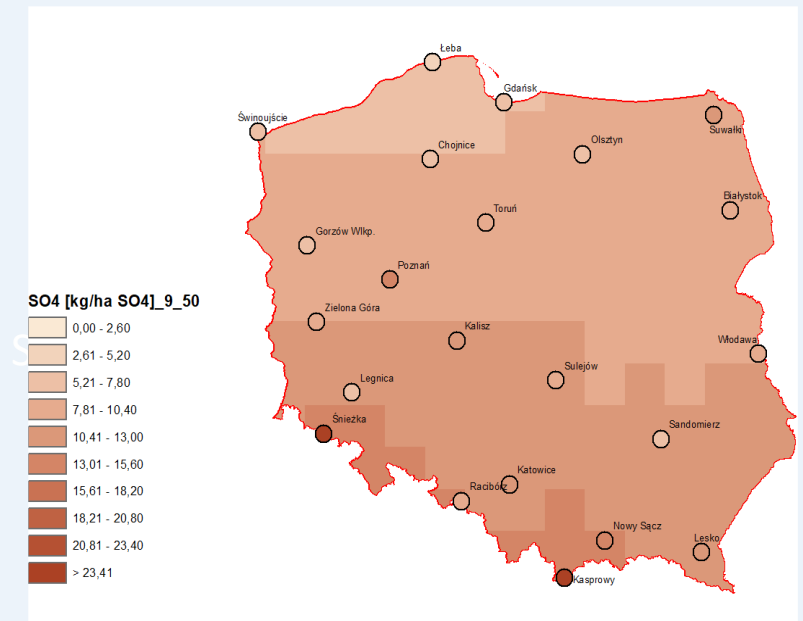 Łeba
Gdańsk
Świnoujście
Suwałki
Chojnice
Olsztyn
Białystok
Toruń
Gorzów Wlkp.
Poznań
SO4 [kg/ha SO4]_9_50
Zielona Góra
0,00 - 2,60
Kalisz
Włodawa
S
2,61 - 5,20
Sulejów
5,21 - 7,80
Legnica
7,81 - 10,40
Śnieżka
Sandomierz
10,41 - 13,00
13,01 - 15,60
Katowice
Racibórz
15,61 - 18,20
18,21 - 20,80
Nowy Sącz
Lesko
20,81 - 23,40
> 23,41
Kasprowy